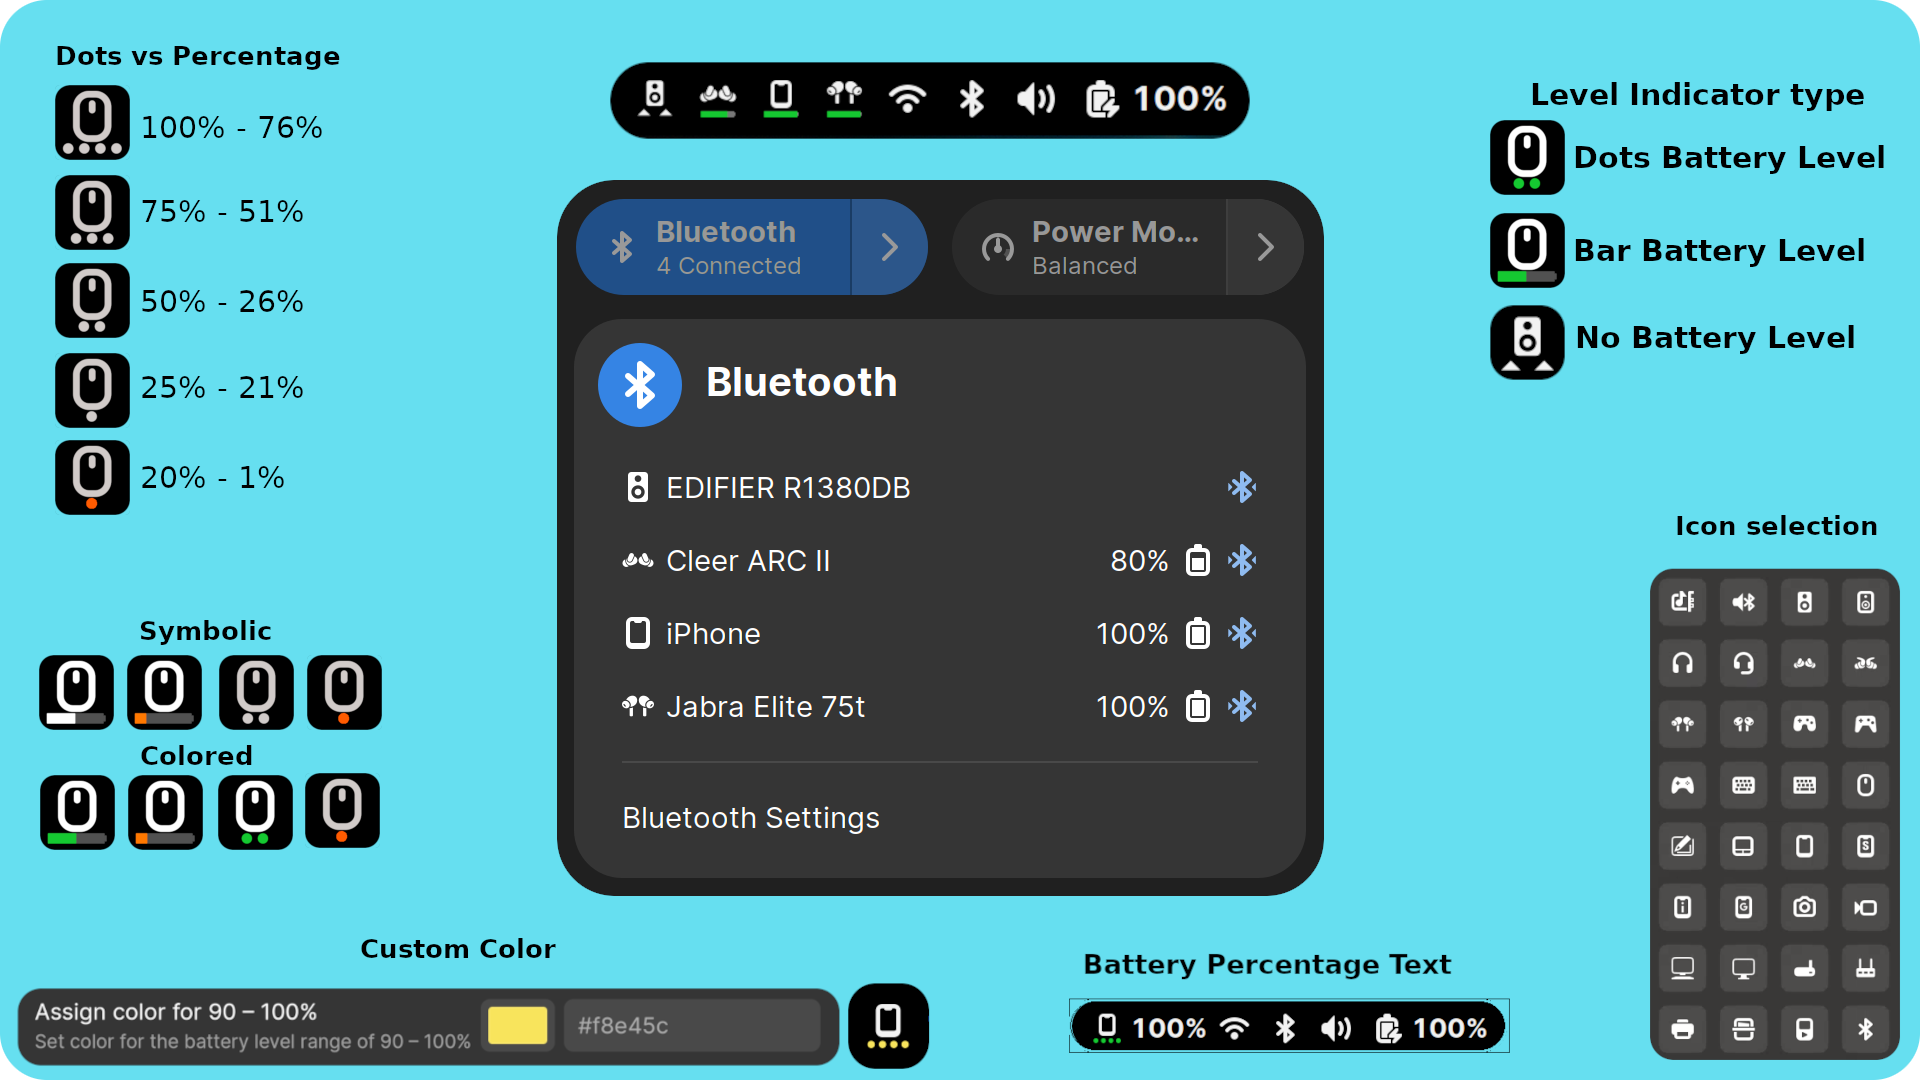 Dots vs Percentage
100% - 76%
75% - 51%
50% - 26%
25% - 21%
20% - 1%
Symbolic
Colored
100%
Bluetooth
4 Connected
Power Mo...
Balanced
Bluetooth
EDIFIER R1380DB
Cleer ARC II 80%
iPhone 100%
Jabra Elite 75t 100%
Bluetooth Settings
Level Indicator type
Dots Battery Level
Bar Battery Level
No Battery Level
Icon selection
Custom Color
Assign color for 90 – 100%
Set color for the battery level range of 90 – 100%
#f8e45c
Battery Percentage Text
100% 100%